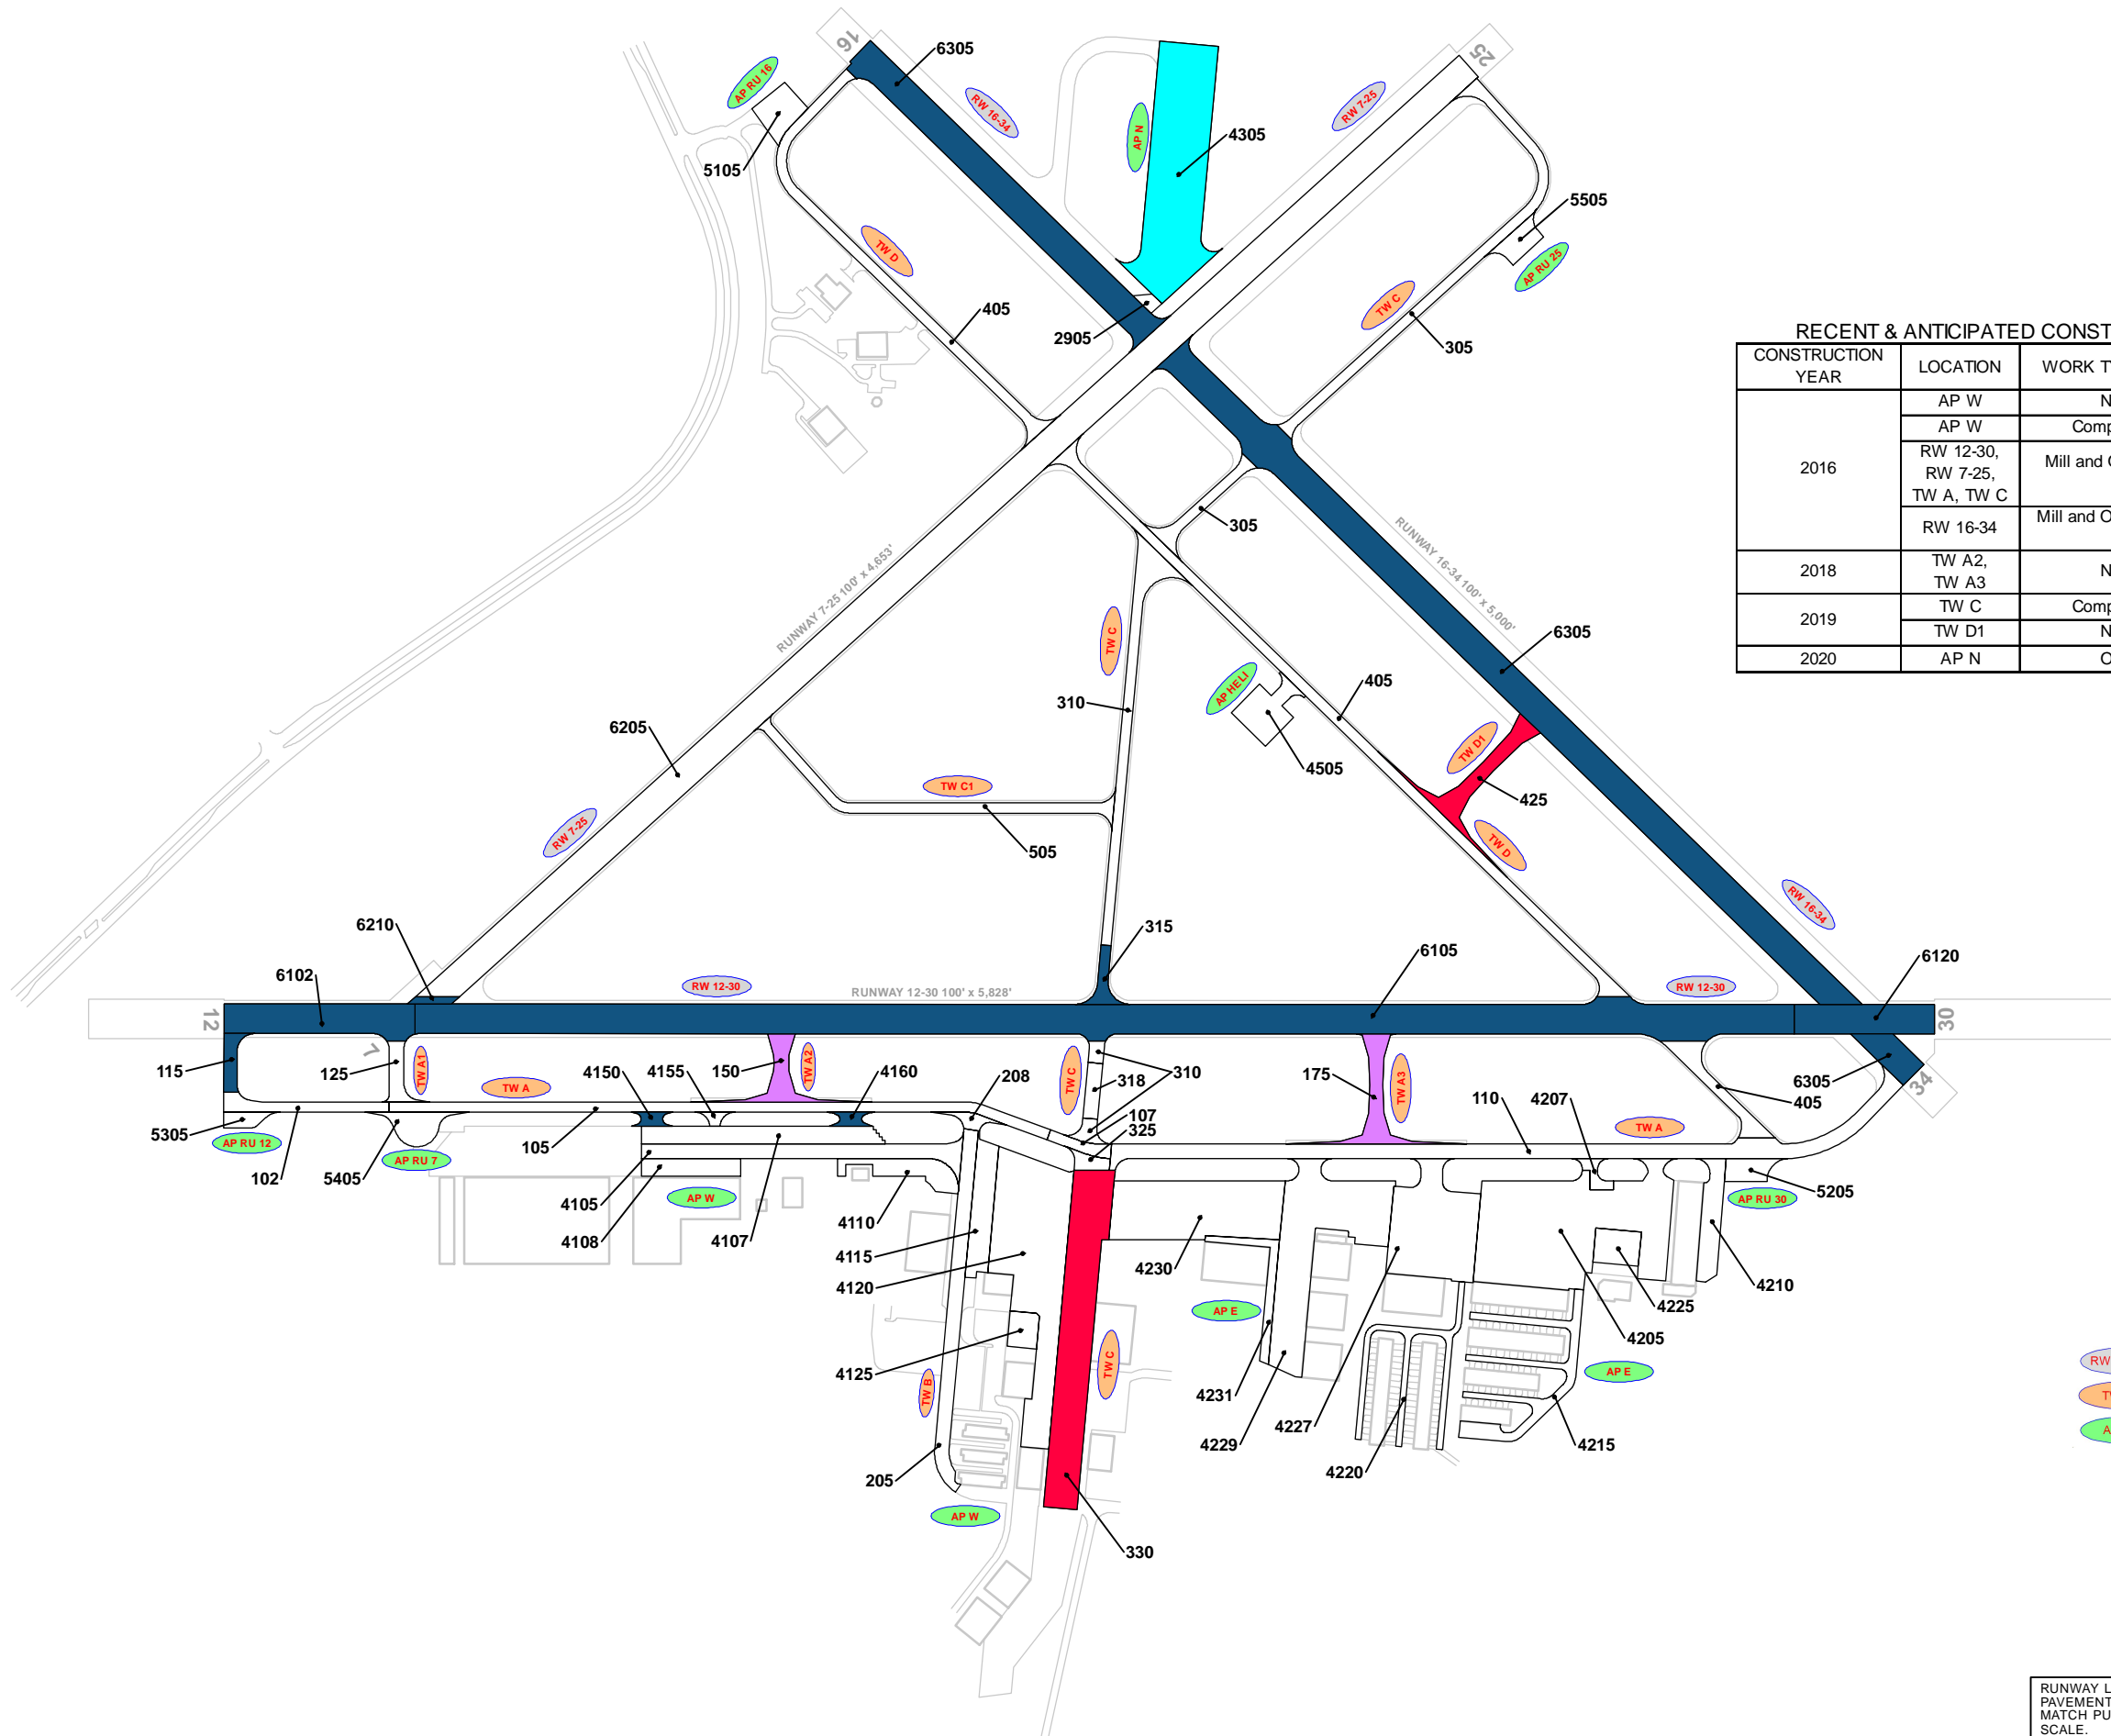 16
6305
25
AP RU 16
RW 16-34
AP N
RW 7-25
4305
5105
5505
TW D
AP RU 25
405
2905
TW C
305
RECENT & ANTICIPATED CONST
CONSTRUCTION YEAR
LOCATION
WORK T
AP W
N
AP W
Comp
2016
RW 12-30,
RW 7-25,
TW A, TW C
Mill and
RW 16-34
Mill and O
2018
TW A2,
TW A3
N
2019
TW C
Comp
TW D1
N
2020
AP N
O
305
RUNWAY 7-25 100' x 4,653'
RUNWAY 16-34 100' x 5,000'
TW C
6305
310
AP HELI
405
6205
TW D1
4505
TW C1
425
RW 7-25
505
TW D
RW 16-34
6210
315
6105
6120
6102
RW 12-30
RUNWAY 12-30 100' x 5,828'
RW 12-30
12
30
7
115
125
TW A1
TW A
4150
4155
150
TW A2
4160
208
TW C
310
318
175
TW A3
110
4207
6305
34
405
107
325
TW A
5305
AP RU 12
102
5405
AP RU 7
105
4105
AP W
4108
4107
4110
4115
4120
4230
5205
AP RU 30
4210
4225
4205
AP E
4125
TW B
TW C
4231
4229
4227
4220
AP E
4215
205
AP W
330
RW
T
A
RUNWAY L
PAVEMENT
MATCH PU
SCALE.